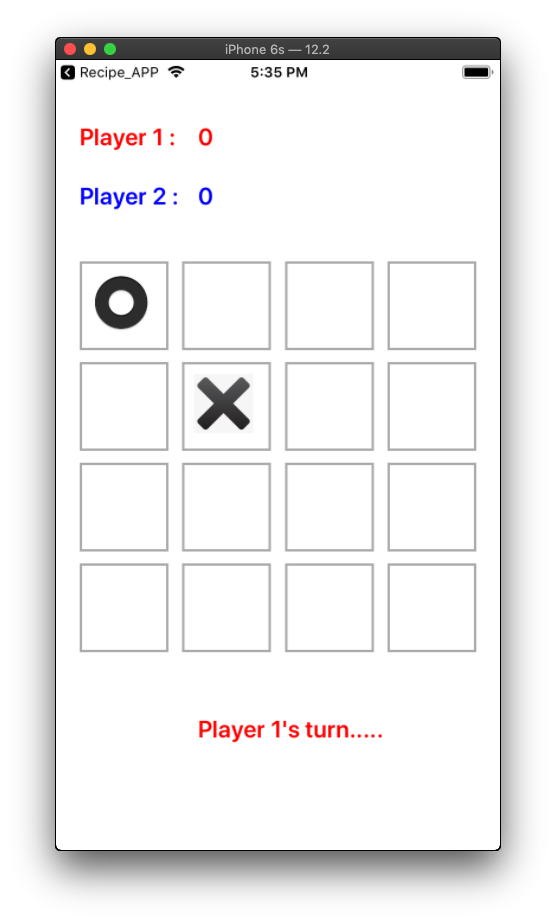 iPhone 6s — 12.2
Recipe_APP 5:35 PM
Player 1 : 0
Player 2 : 0
Player 1's turn.....